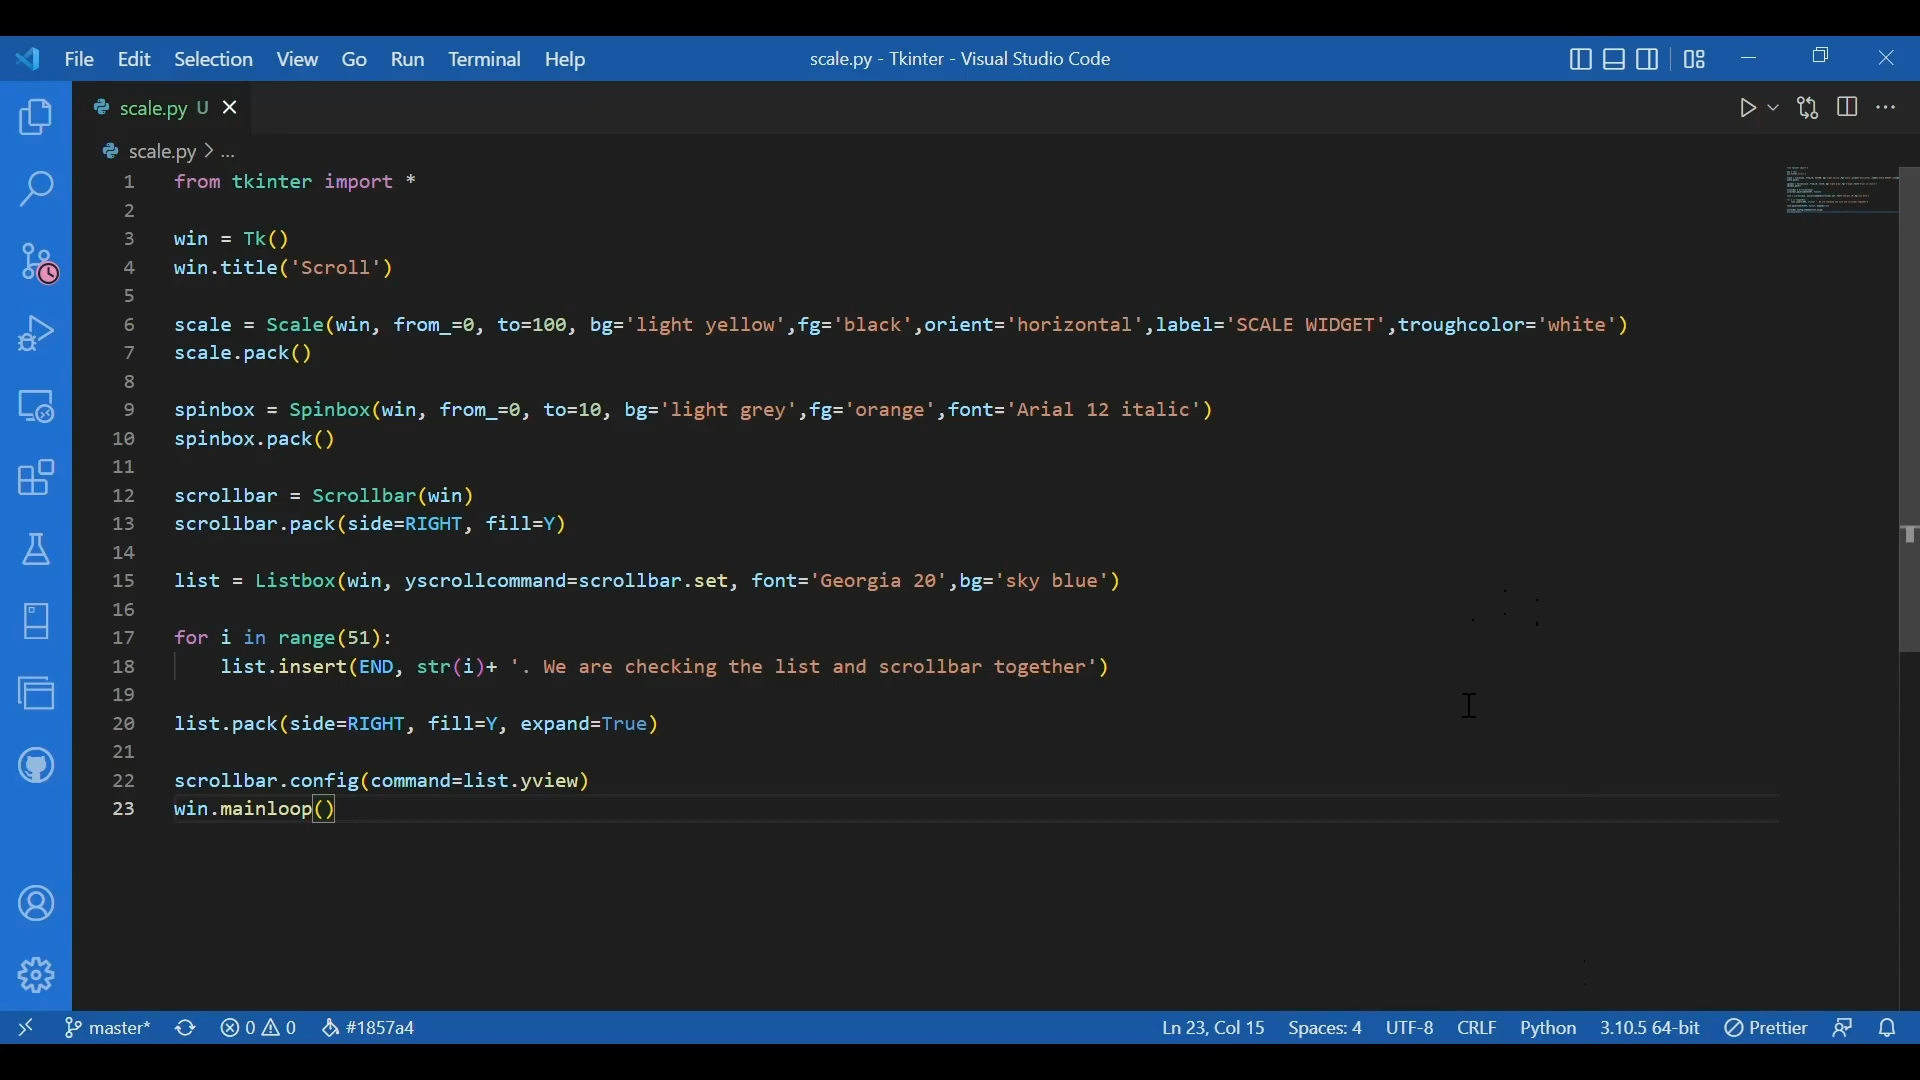 File Edit Selection View Go Run Terminal Help scale.py - Tkinter - Visual Studio Code
scale.py U
scale.py > ...
1 from tkinter import *
2
3 win = Tk()
4 win.title('Scroll')
5
6 scale = Scale(win, from_=0, to=100, bg='light yellow',fg='black',orient='horizontal',label='SCALE WIDGET',troughcolor='white')
7 scale.pack()
8
9 spinbox = Spinbox(win, from_=0, to=10, bg='light grey',fg='orange',font='Arial 12 italic')
10 spinbox.pack()
11
12 scrollbar = Scrollbar(win)
13 scrollbar.pack(side=RIGHT, fill=Y)
14
15 list = Listbox(win, yscrollcommand=scrollbar.set, font='Georgia 20',bg='sky blue')
16
17 for i in range(51):
18     list.insert(END, str(i)+ '. We are checking the list and scrollbar together')
19
20 list.pack(side=RIGHT, fill=Y, expand=True)
21
22 scrollbar.config(command=list.yview)
23 win.mainloop()
master* 0 0 #1857a4 Ln 23, Col 15 Spaces: 4 UTF-8 CRLF Python 3.10.5 64-bit Prettier